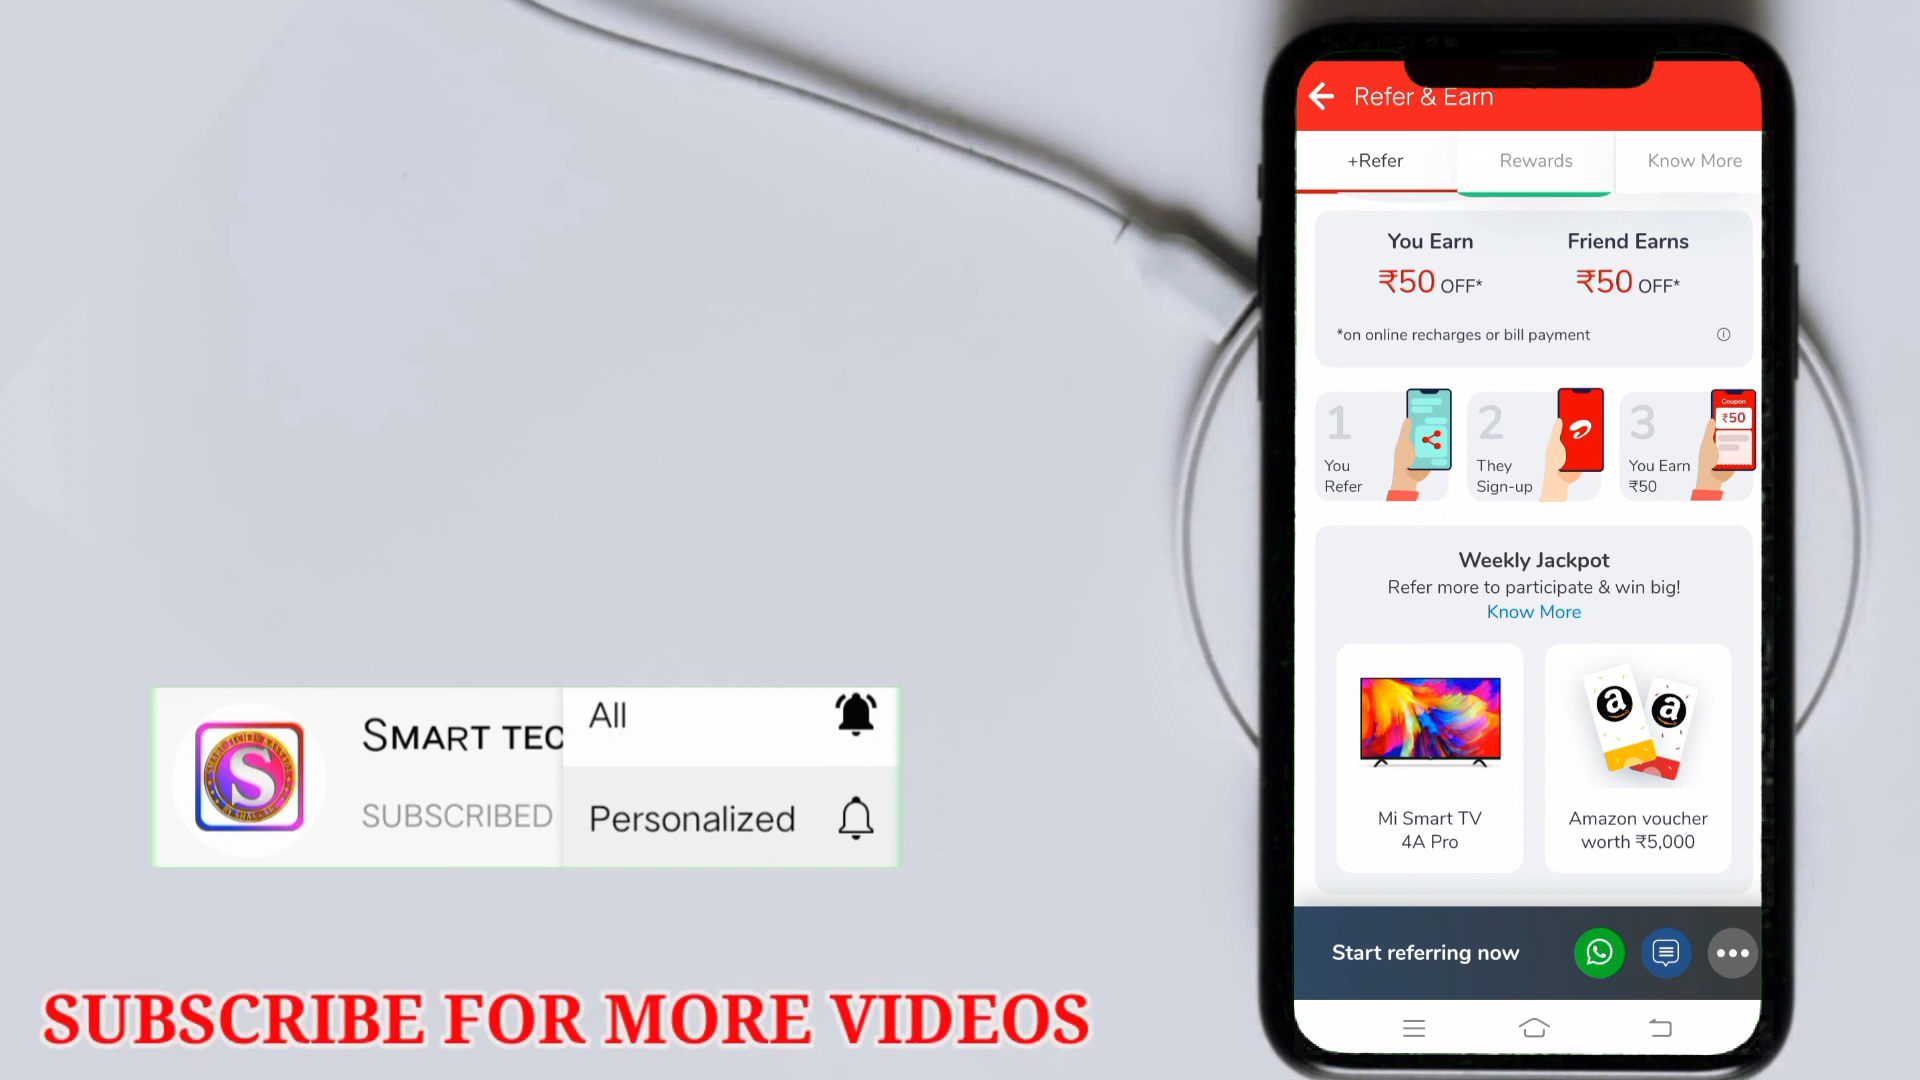 Refer & Earn
+Refer
Rewards
Know More
You Earn
Friend Earns
₹50 OFF*
₹50 OFF*
*on online recharges or bill payment
1
You
Refer
2
They
Sign-up
3
You Earn
₹50
Coupon
₹50
Weekly Jackpot
Refer more to participate & win big!
Know More
a
a
Mi Smart TV
4A Pro
Amazon voucher
worth ₹5,000
Start referring now
SMART TEC
SUBSCRIBED
All
Personalized
S
SUBSCRIBE FOR MORE VIDEOS